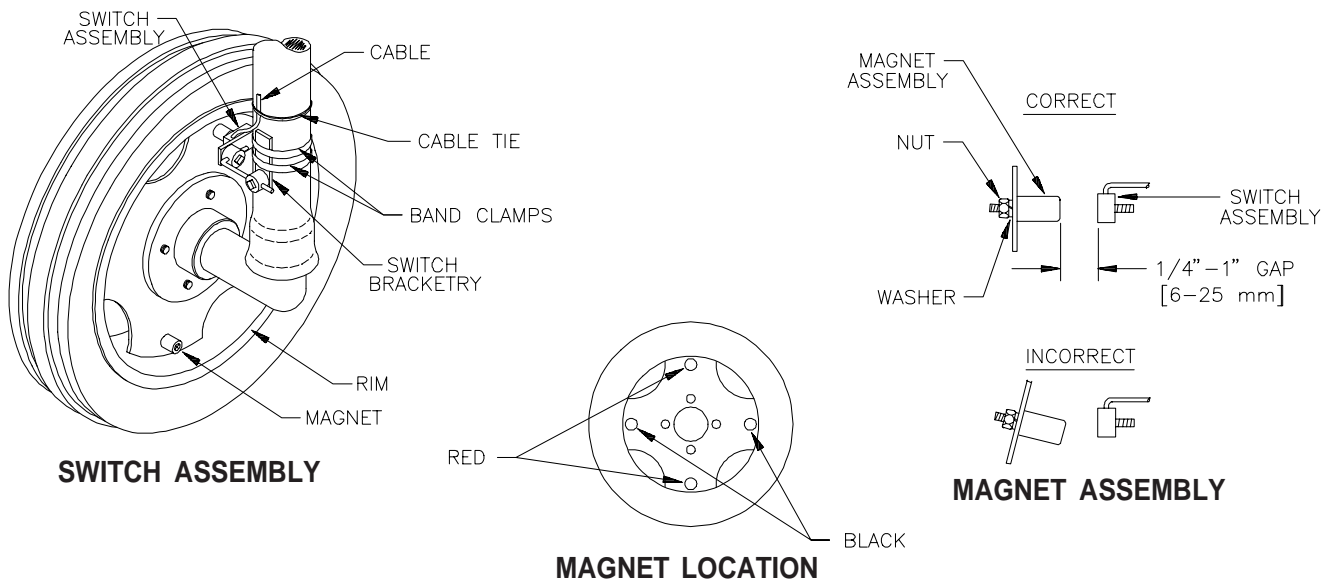 SWITCH
ASSEMBLY
CABLE
CABLE TIE
BAND CLAMPS
SWITCH
BRACKETRY
RIM
MAGNET
SWITCH ASSEMBLY
RED
BLACK
MAGNET LOCATION
MAGNET
ASSEMBLY
CORRECT
NUT
SWITCH
ASSEMBLY
1/4"-1" GAP
[6-25 mm]
WASHER
INCORRECT
MAGNET ASSEMBLY